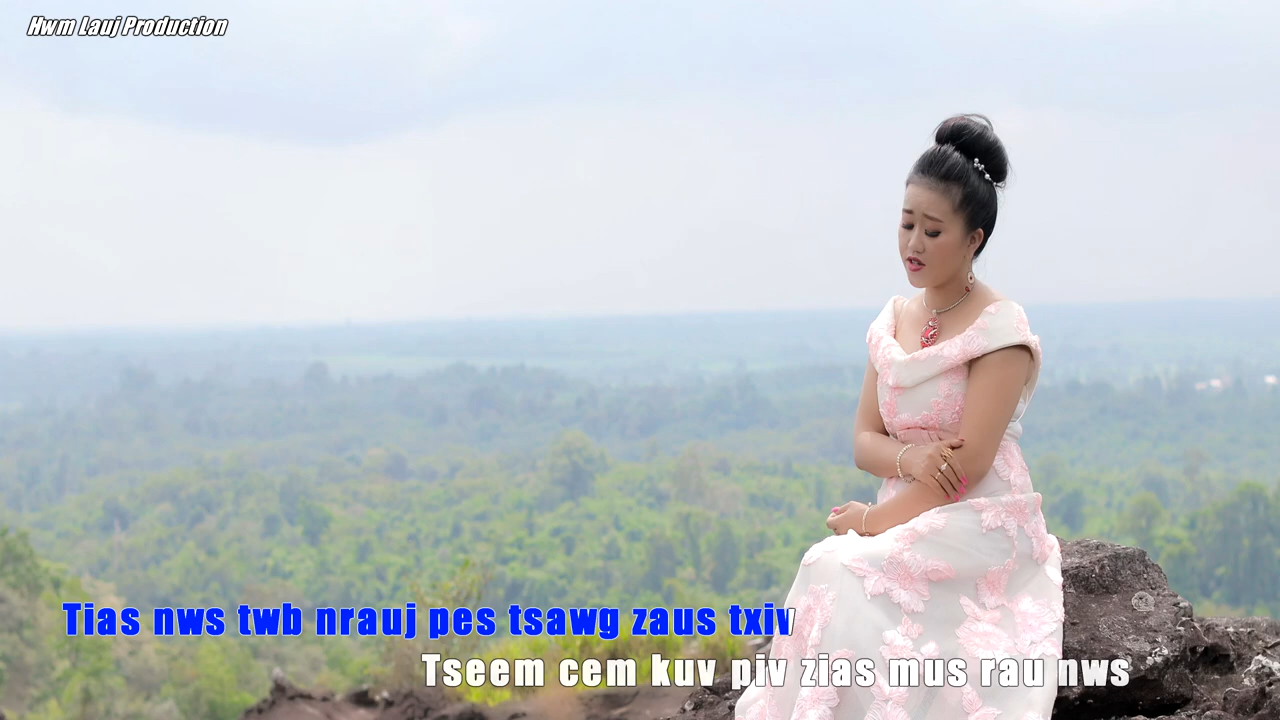 Hwm Lauj Production
Tias nws twb nrauj pes tsawg zaus txiv
Tseem cem kuv piv zias mus rau nws